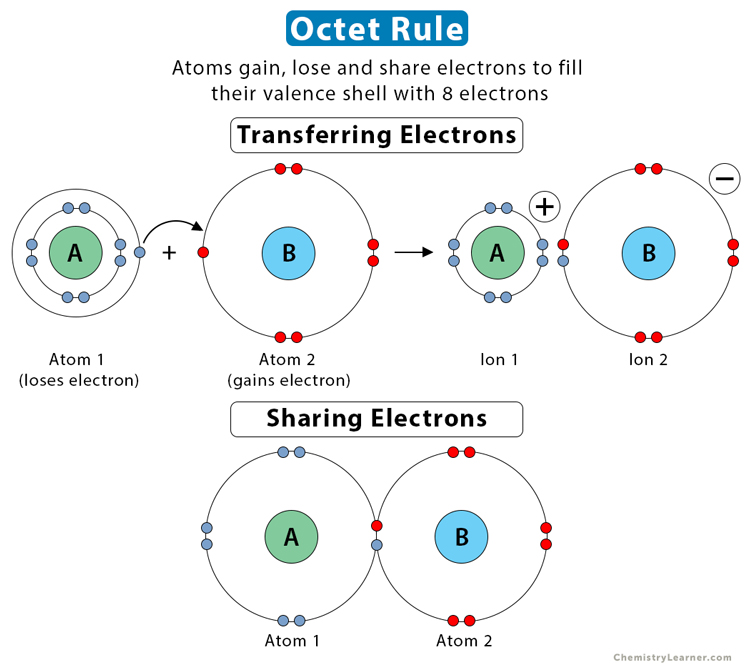 Octet Rule
Atoms gain, lose and share electrons to fill
their valence shell with 8 electrons
Transferring Electrons
A
+
B
A
+
B
−
Atom 1
(loses electron)
Atom 2
(gains electron)
Ion 1
Ion 2
Sharing Electrons
A
B
Atom 1
Atom 2
ChemistryLearner.com